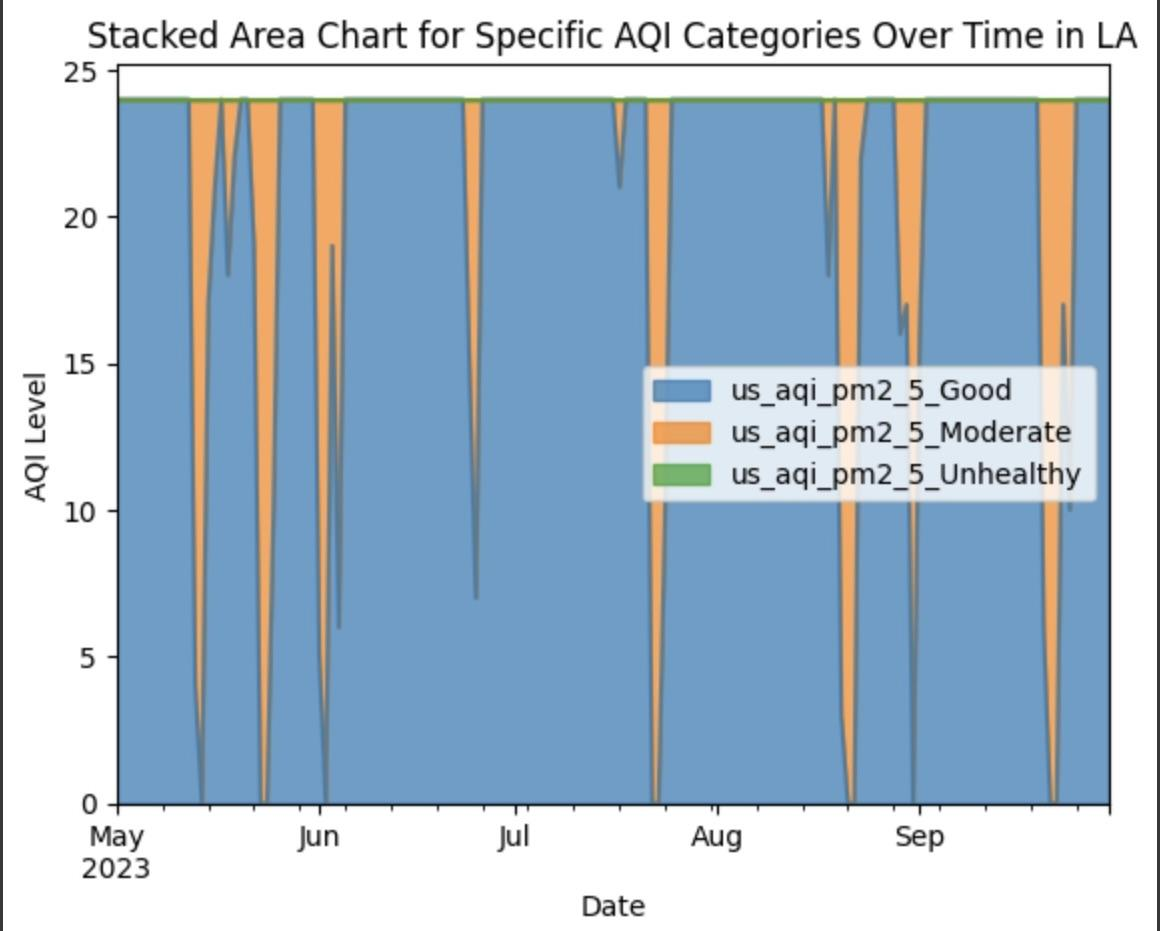 Stacked Area Chart for Specific AQI Categories Over Time in LA
25
20
15
10
5
0
AQI Level
us_aqi_pm2_5_Good
us_aqi_pm2_5_Moderate
us_aqi_pm2_5_Unhealthy
May Jun Jul Aug Sep
2023
Date